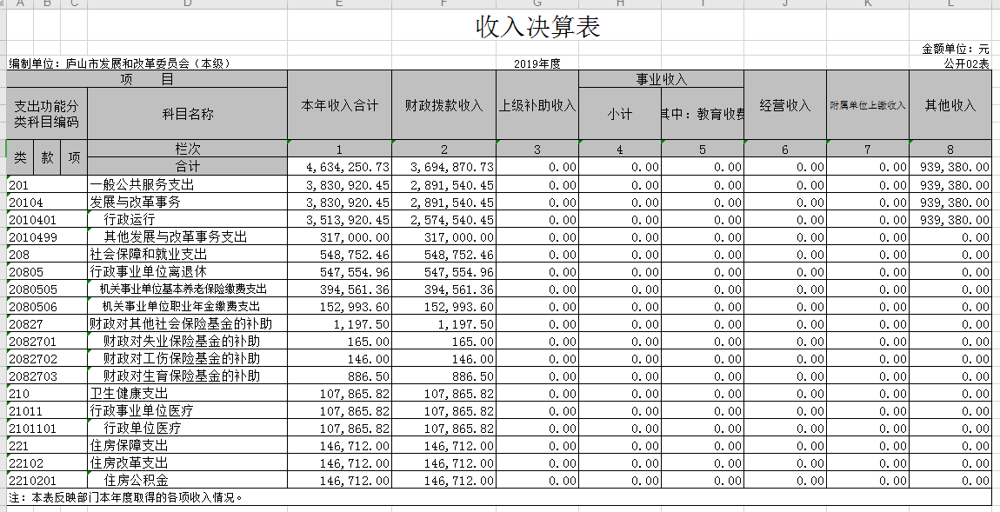 A B C D E F G H I J K L
收入决算表
金额单位：元
编制单位：庐山市发展和改革委员会（本级） 2019年度 公开02表
项 目 本年收入合计 财政拨款收入 上级补助收入 事业收入 经营收入 附属单位上缴收入 其他收入
支出功能分类科目编码 科目名称 小计 其中：教育收费
类 款 项 栏次 1 2 3 4 5 6 7 8
合计 4,634,250.73 3,694,870.73 0.00 0.00 0.00 0.00 0.00 939,380.00
201 一般公共服务支出 3,830,920.45 2,891,540.45 0.00 0.00 0.00 0.00 0.00 939,380.00
20104 发展与改革事务 3,830,920.45 2,891,540.45 0.00 0.00 0.00 0.00 0.00 939,380.00
2010401 行政运行 3,513,920.45 2,574,540.45 0.00 0.00 0.00 0.00 0.00 939,380.00
2010499 其他发展与改革事务支出 317,000.00 317,000.00 0.00 0.00 0.00 0.00 0.00 0.00
208 社会保障和就业支出 548,752.46 548,752.46 0.00 0.00 0.00 0.00 0.00 0.00
20805 行政事业单位离退休 547,554.96 547,554.96 0.00 0.00 0.00 0.00 0.00 0.00
2080505 机关事业单位基本养老保险缴费支出 394,561.36 394,561.36 0.00 0.00 0.00 0.00 0.00 0.00
2080506 机关事业单位职业年金缴费支出 152,993.60 152,993.60 0.00 0.00 0.00 0.00 0.00 0.00
20827 财政对其他社会保险基金的补助 1,197.50 1,197.50 0.00 0.00 0.00 0.00 0.00 0.00
2082701 财政对失业保险基金的补助 165.00 165.00 0.00 0.00 0.00 0.00 0.00 0.00
2082702 财政对工伤保险基金的补助 146.00 146.00 0.00 0.00 0.00 0.00 0.00 0.00
2082703 财政对生育保险基金的补助 886.50 886.50 0.00 0.00 0.00 0.00 0.00 0.00
210 卫生健康支出 107,865.82 107,865.82 0.00 0.00 0.00 0.00 0.00 0.00
21011 行政事业单位医疗 107,865.82 107,865.82 0.00 0.00 0.00 0.00 0.00 0.00
2101101 行政单位医疗 107,865.82 107,865.82 0.00 0.00 0.00 0.00 0.00 0.00
221 住房保障支出 146,712.00 146,712.00 0.00 0.00 0.00 0.00 0.00 0.00
22102 住房改革支出 146,712.00 146,712.00 0.00 0.00 0.00 0.00 0.00 0.00
2210201 住房公积金 146,712.00 146,712.00 0.00 0.00 0.00 0.00 0.00 0.00
注：本表反映部门本年度取得的各项收入情况。